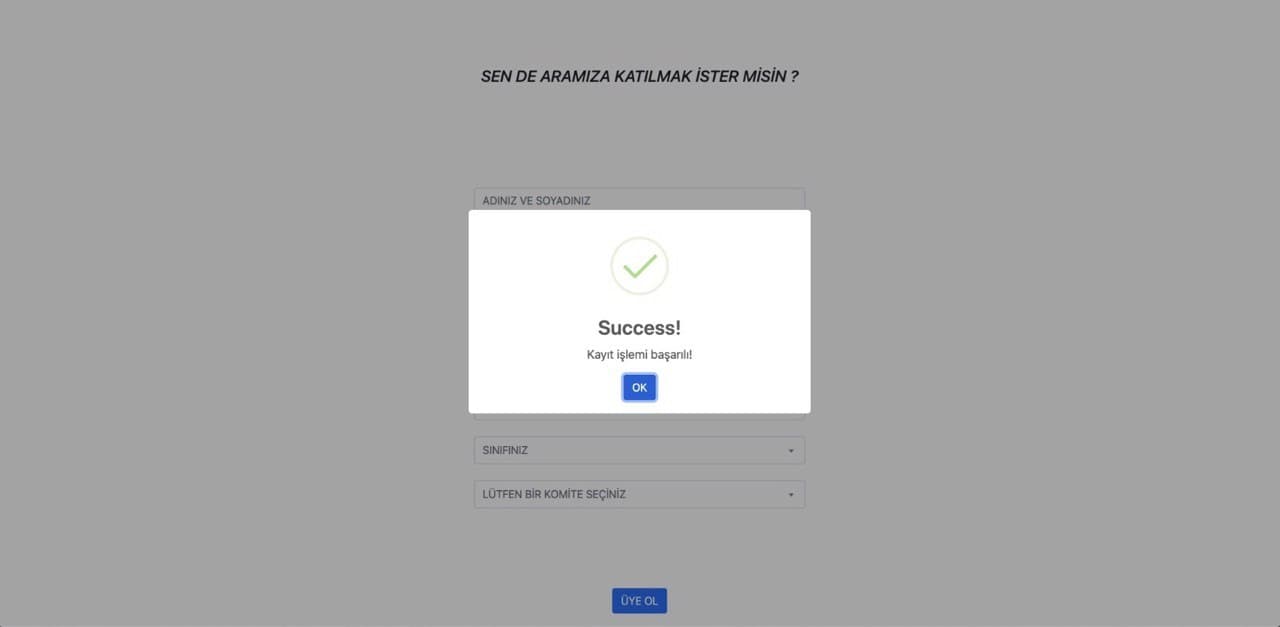 SEN DE ARAMIZA KATILMAK İSTER MİSİN ?
ADINIZ VE SOYADINIZ
Success!
Kayıt işlemi başarılı!
OK
SINIFINIZ
LÜTFEN BİR KOMİTE SEÇİNİZ
ÜYE OL